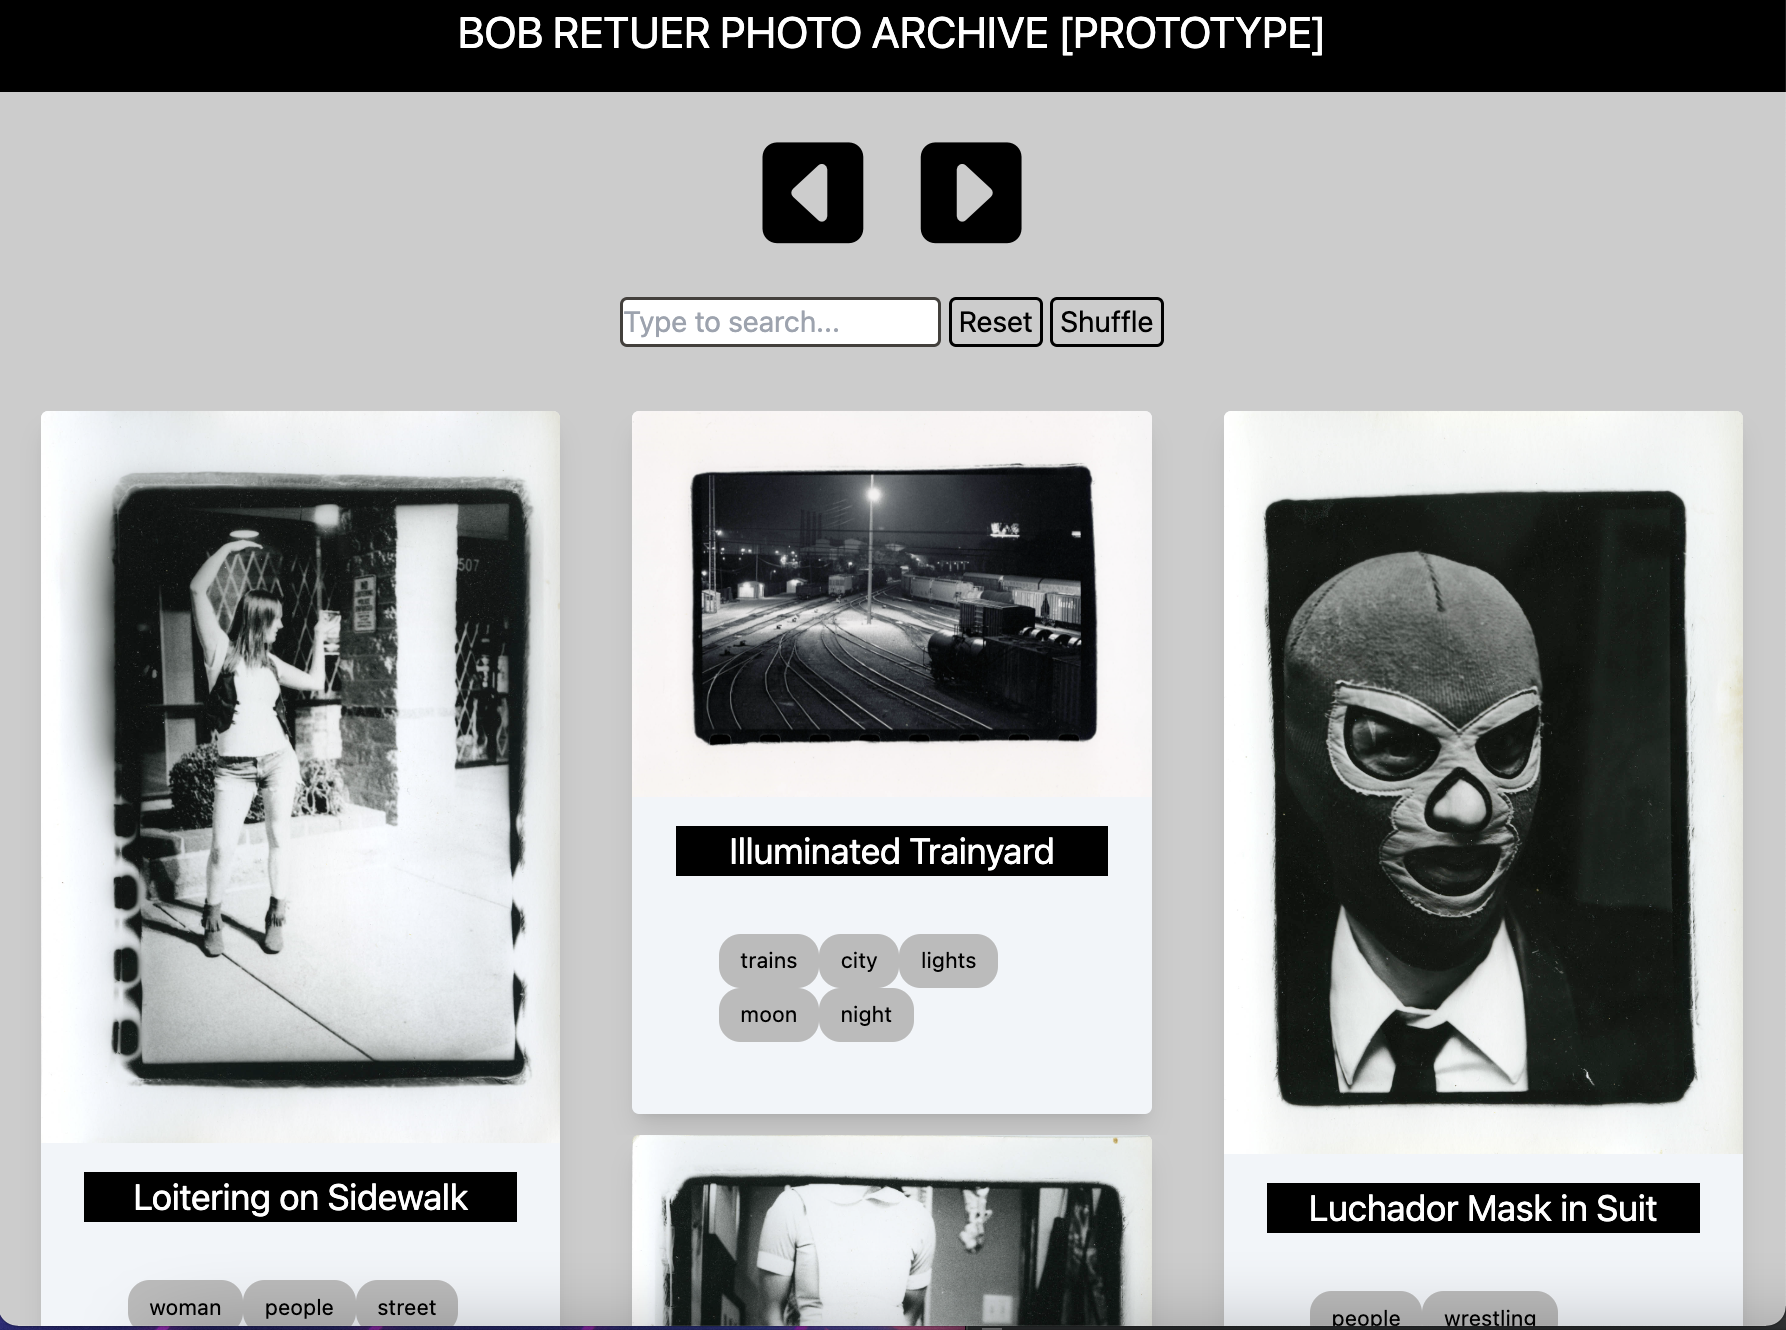 BOB RETUER PHOTO ARCHIVE [PROTOTYPE]
Type to search...
Reset Shuffle
507
Illuminated Trainyard
trains city lights
moon night
Loitering on Sidewalk
woman people street
Luchador Mask in Suit
people wrestling